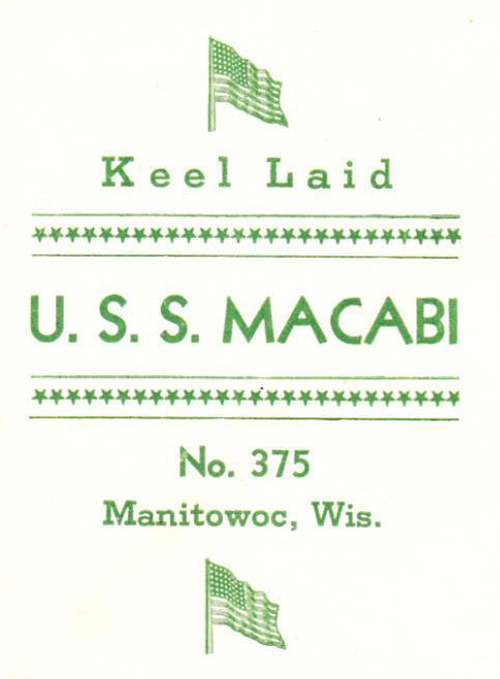 Keel Laid
U. S. S. MACABI
No. 375
Manitowoc, Wis.